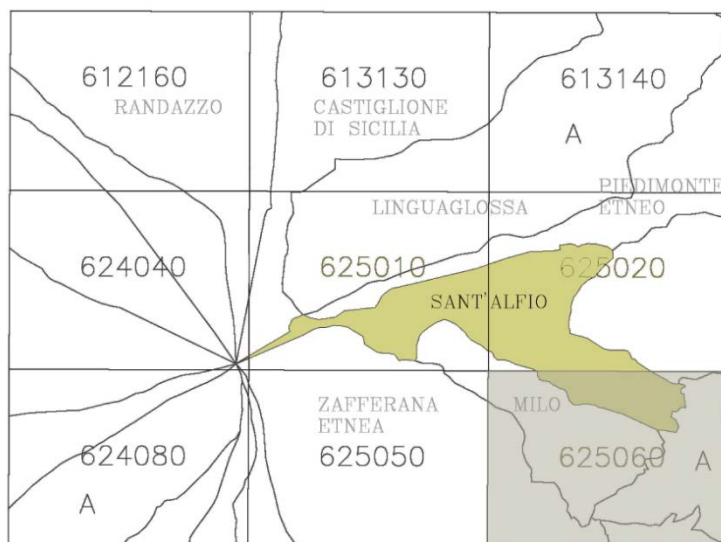 612160
RANDAZZO
613130
CASTIGLIONE
DI SICILIA
613140
A
624040
LINGUAGLOSSA
625010
PIEDIMONTE
ETNEO
625020
SANT'ALFIO
624080
A
ZAFFERANA
ETNEA
625050
MILO
625060
A